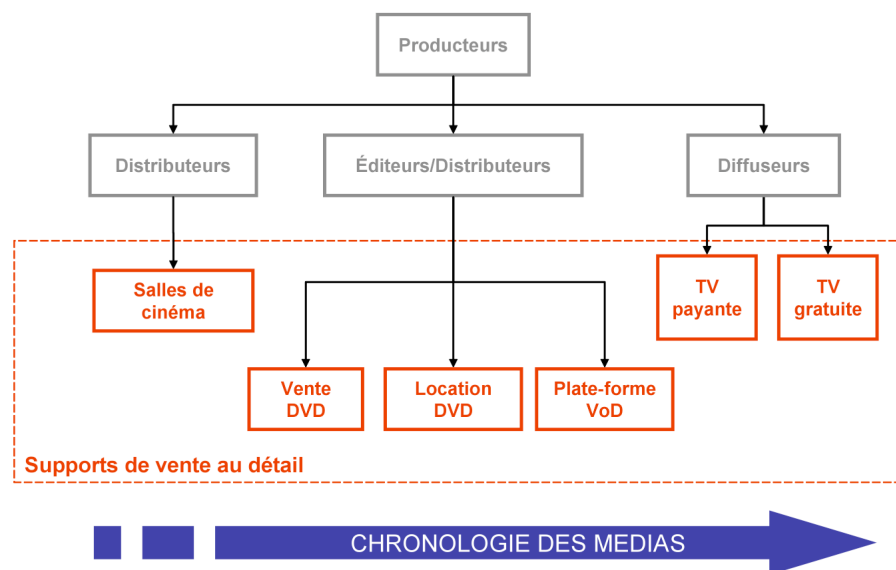 Producteurs
Distributeurs
Éditeurs/Distributeurs
Diffuseurs
Salles de
cinéma
TV
payante
TV
gratuite
Vente
DVD
Location
DVD
Plate-forme
VoD
Supports de vente au détail
CHRONOLOGIE DES MEDIAS